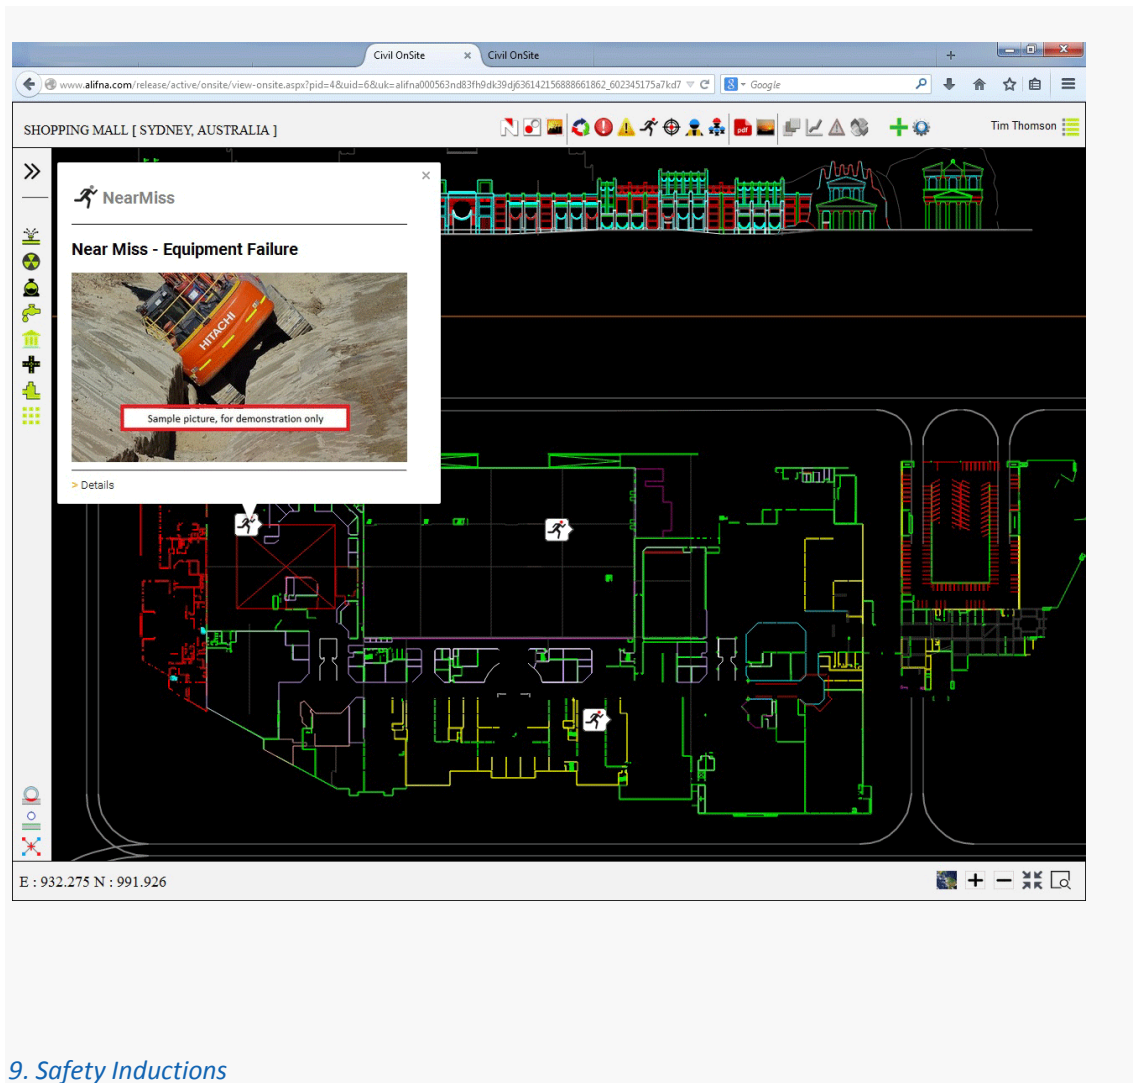 Civil OnSite
Civil OnSite
www.alifna.com/release/active/onsite/view-onsite.aspx?pid=4&uid=6&uk=alifna000563nd83fh9dk39dj636142156888661862_602345175a7kd7
Google
SHOPPING MALL [ SYDNEY, AUSTRALIA ]
pdf
Tim Thomson
NearMiss
Near Miss - Equipment Failure
HITACHI
Sample picture, for demonstration only
> Details
E : 932.275 N : 991.926
9. Safety Inductions